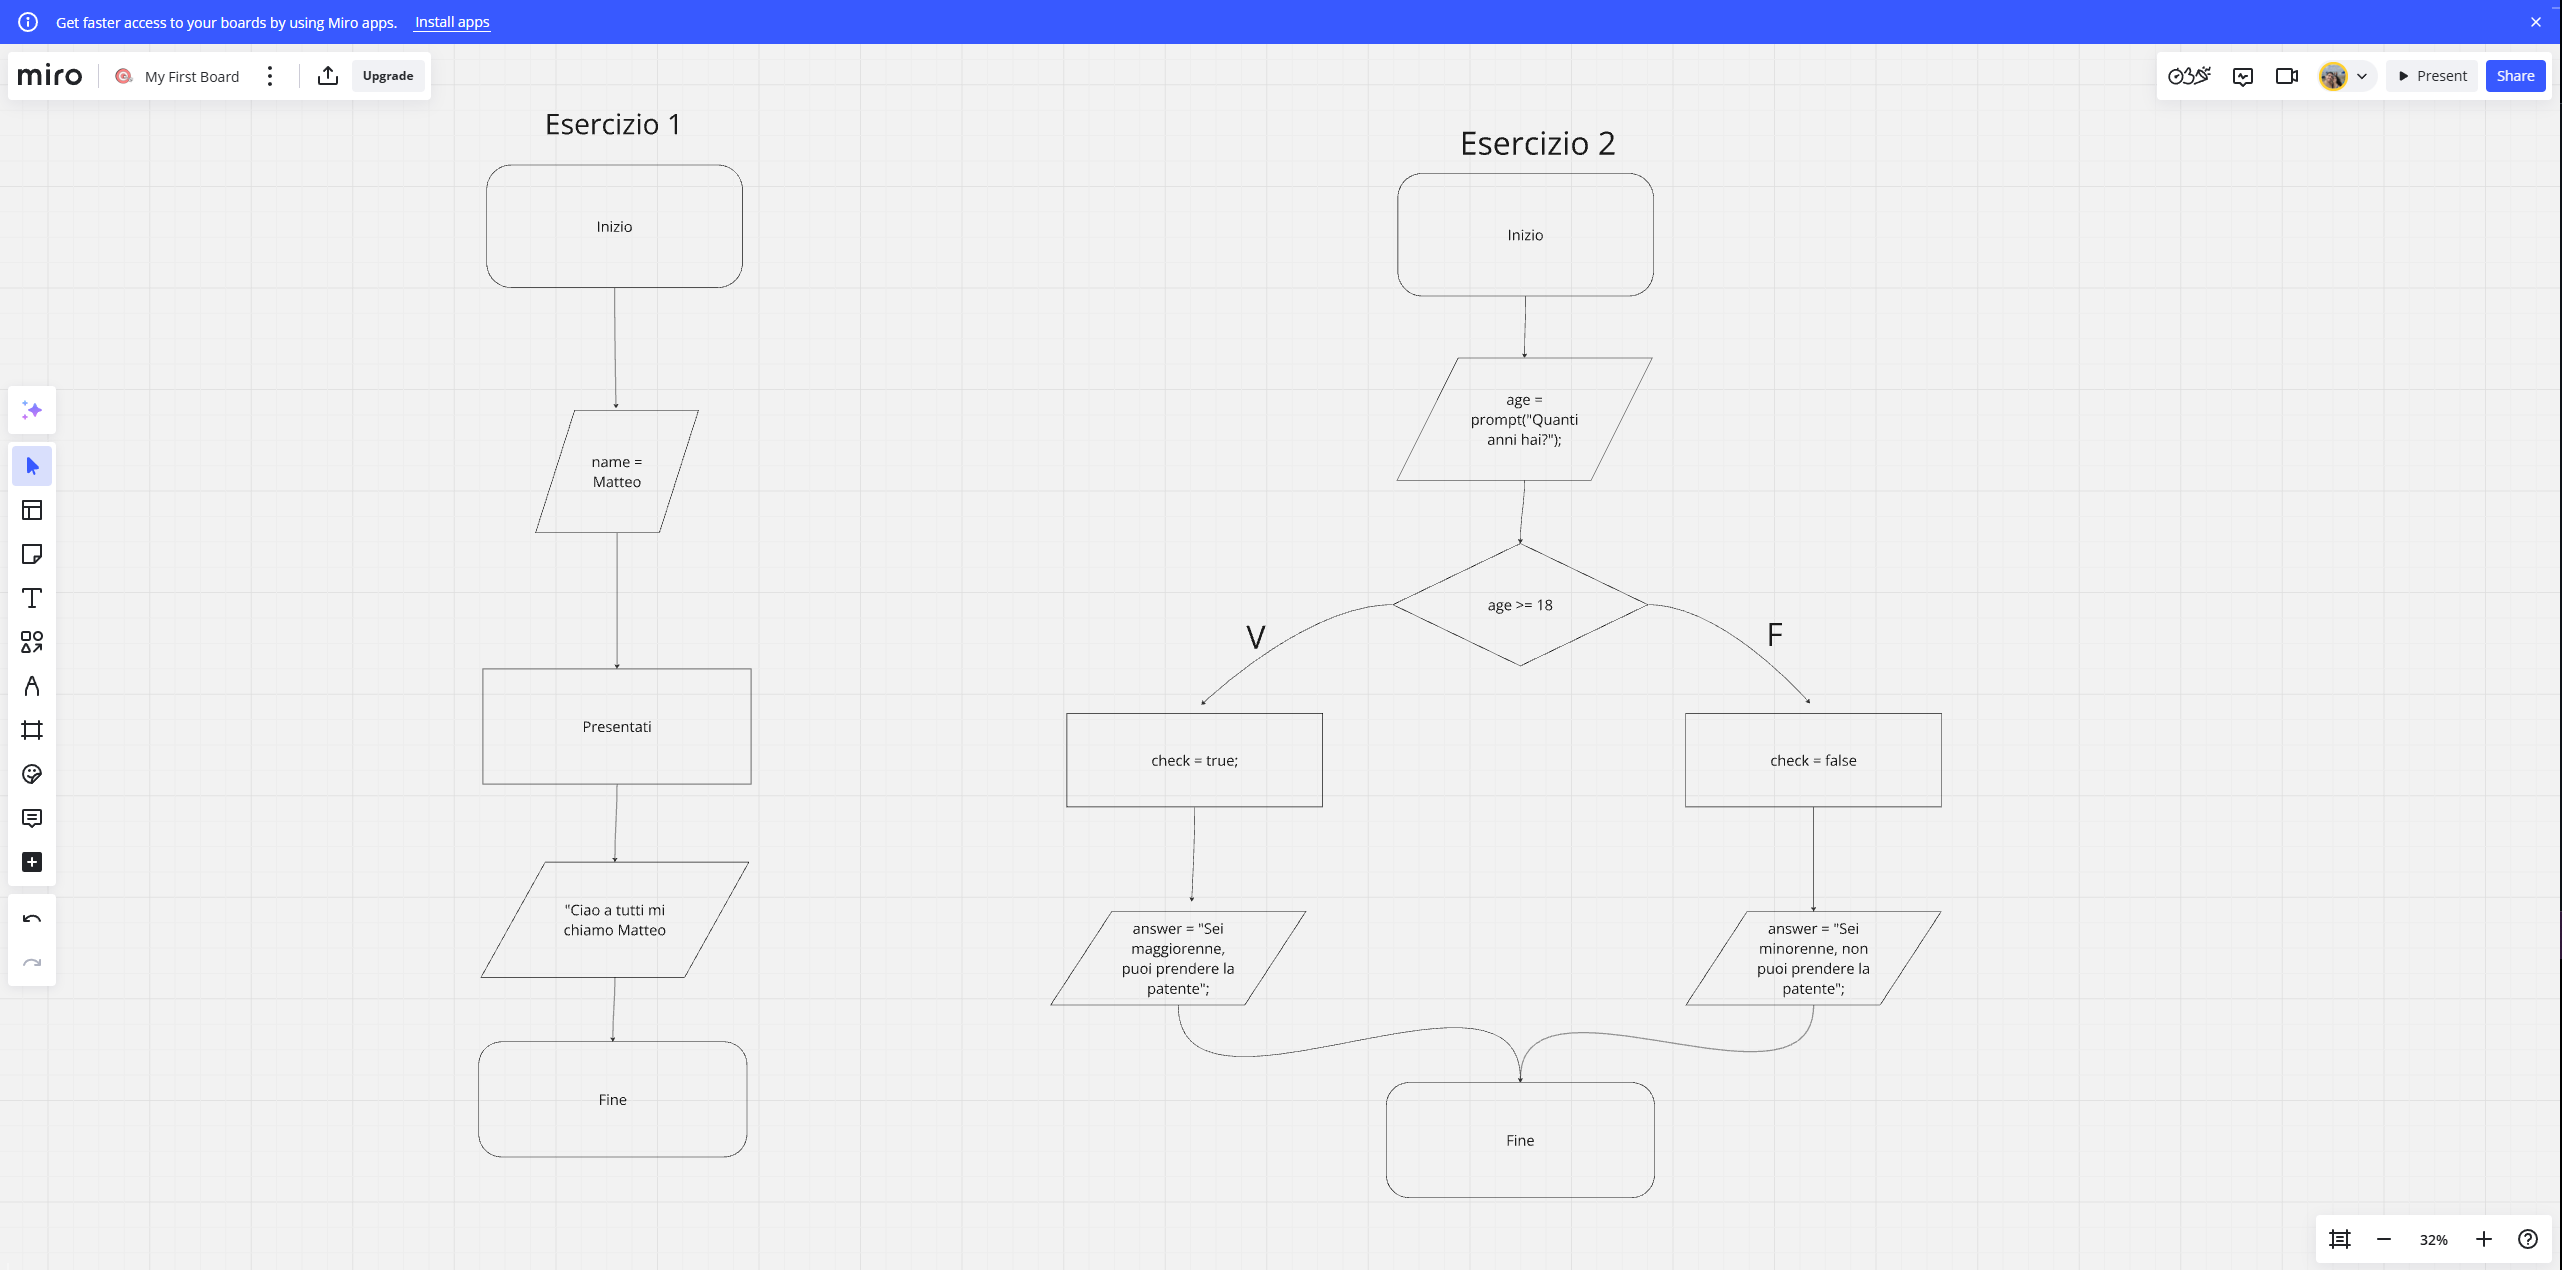 Get faster access to your boards by using Miro apps. Install apps
miro
My First Board
Upgrade
Present
Share
Esercizio 1
Inizio
name =
Matteo
Presentati
"Ciao a tutti mi
chiamo Matteo
Fine
Esercizio 2
Inizio
age =
prompt("Quanti
anni hai?");
age >= 18
V
F
check = true;
check = false
answer = "Sei
maggiorenne,
puoi prendere la
patente";
answer = "Sei
minorenne, non
puoi prendere la
patente";
Fine
32%